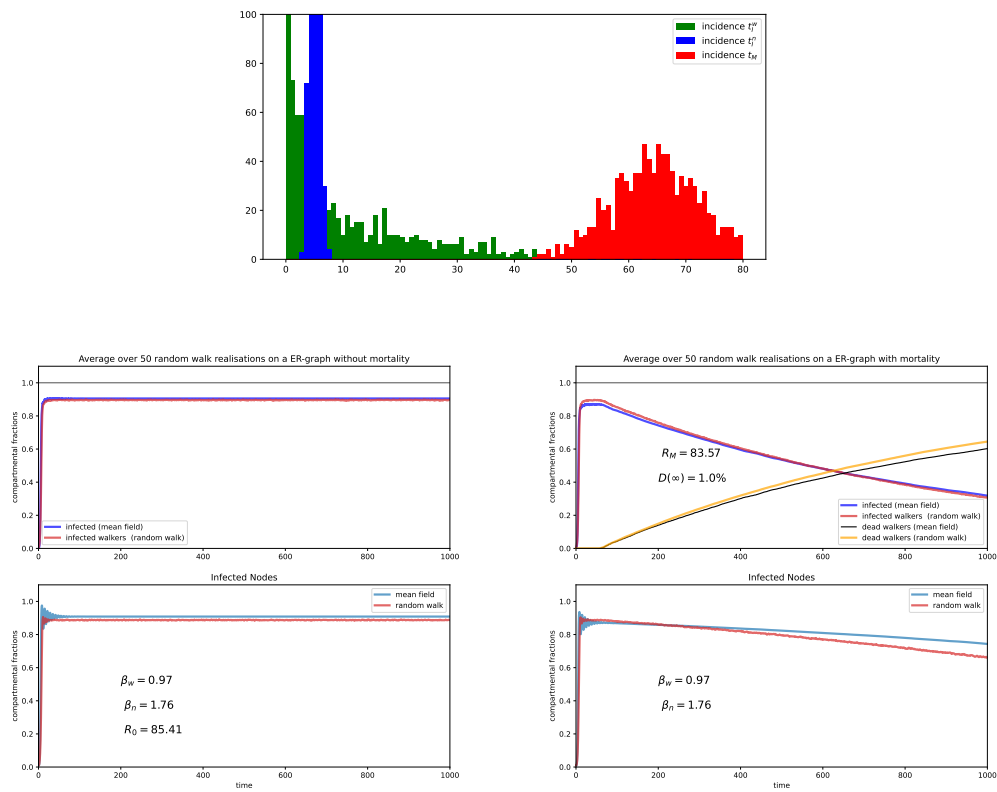 incidence t_I^w
incidence t_I^n
incidence t_M
100
80
60
40
20
0
0 10 20 30 40 50 60 70 80
Average over 50 random walk realisations on a ER-graph without mortality
compartmental fractions
1.0
0.8
0.6
0.4
0.2
0.0
infected (mean field)
infected walkers (random walk)
0 200 400 600 800 1000
Average over 50 random walk realisations on a ER-graph with mortality
compartmental fractions
1.0
0.8
0.6
0.4
0.2
0.0
R_M = 83.57
D(∞) = 1.0%
infected (mean field)
infected walkers (random walk)
dead walkers (mean field)
dead walkers (random walk)
0 200 400 600 800 1000
Infected Nodes
compartmental fractions
1.0
0.8
0.6
0.4
0.2
0.0
mean field
random walk
β_w = 0.97
β_n = 1.76
R_0 = 85.41
0 200 400 600 800 1000
time
Infected Nodes
compartmental fractions
1.0
0.8
0.6
0.4
0.2
0.0
mean field
random walk
β_w = 0.97
β_n = 1.76
0 200 400 600 800 1000
time